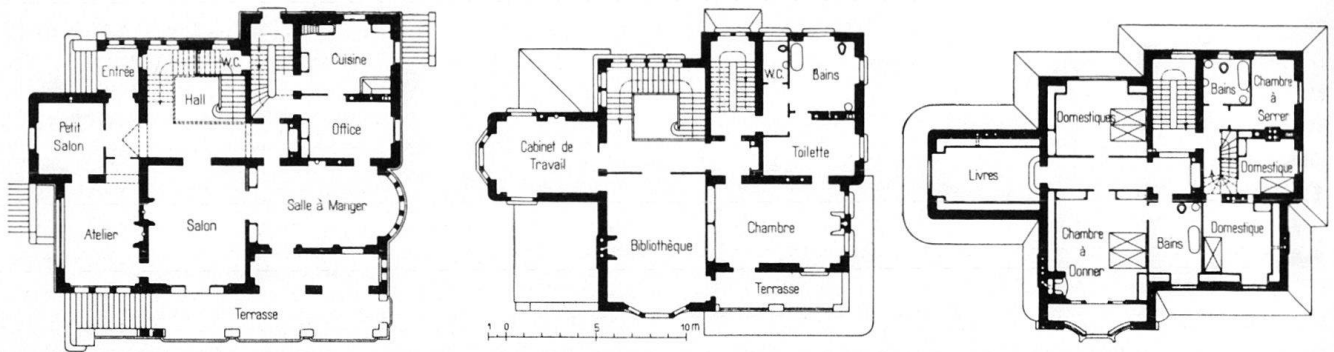 Entrée
W.C.
Cuisine
Hall
Petit
Salon
Office
Atelier
Salon
Salle à Manger
Terrasse
W.C.
Bains
Cabinet de
Travail
Toilette
Bibliothèque
Chambre
Terrasse
1 0 5 10 m
Domestiques
Bains
Chambre
à
Serrer
Livres
Domestique
Chambre
à
Donner
Bains
Domestique